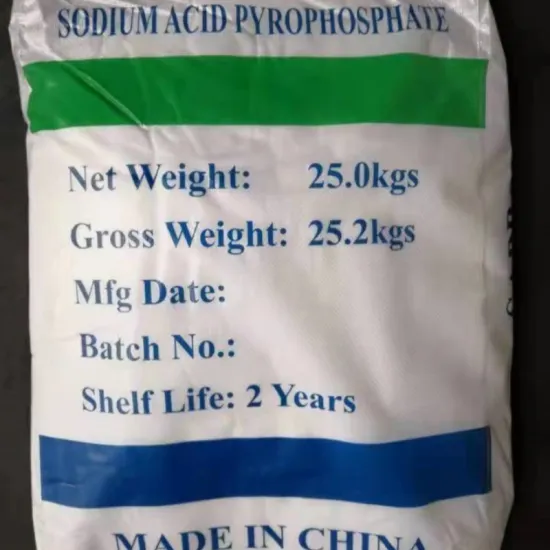 SODIUM ACID PYROPHOSPHATE
Net Weight: 25.0kgs
Gross Weight: 25.2kgs
Mfg Date:
Batch No.:
Shelf Life: 2 Years
MADE IN CHINA